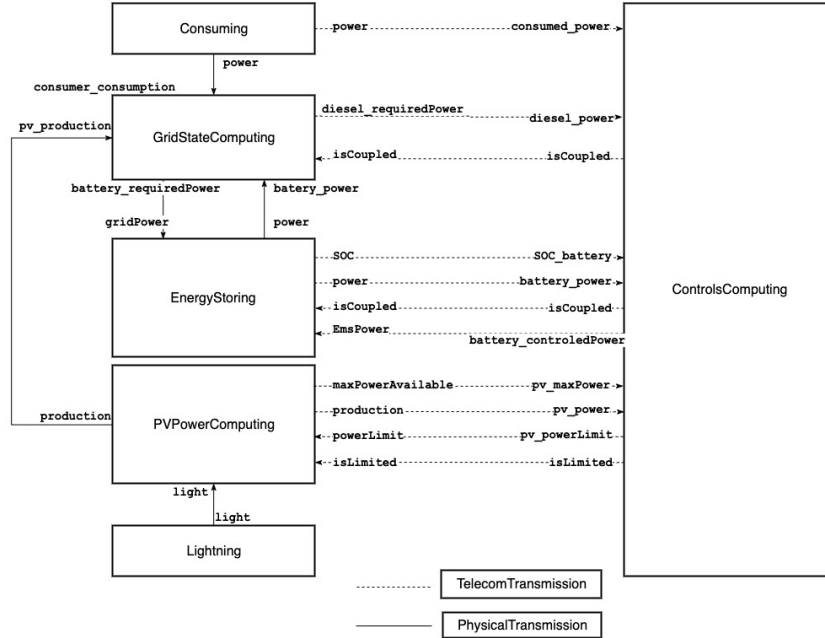 Consuming
power
consumed_power
power
consumer_consumption
pv_production
GridStateComputing
diesel_requiredPower
diesel_power
isCoupled
isCoupled
battery_requiredPower
batery_power
gridPower
power
EnergyStoring
SOC
SOC_battery
power
battery_power
isCoupled
isCoupled
EmsPower
battery_controledPower
ControlsComputing
production
PVPowerComputing
maxPowerAvailable
pv_maxPower
production
pv_power
powerLimit
pv_powerLimit
isLimited
isLimited
light
light
Lightning
TelecomTransmission
PhysicalTransmission